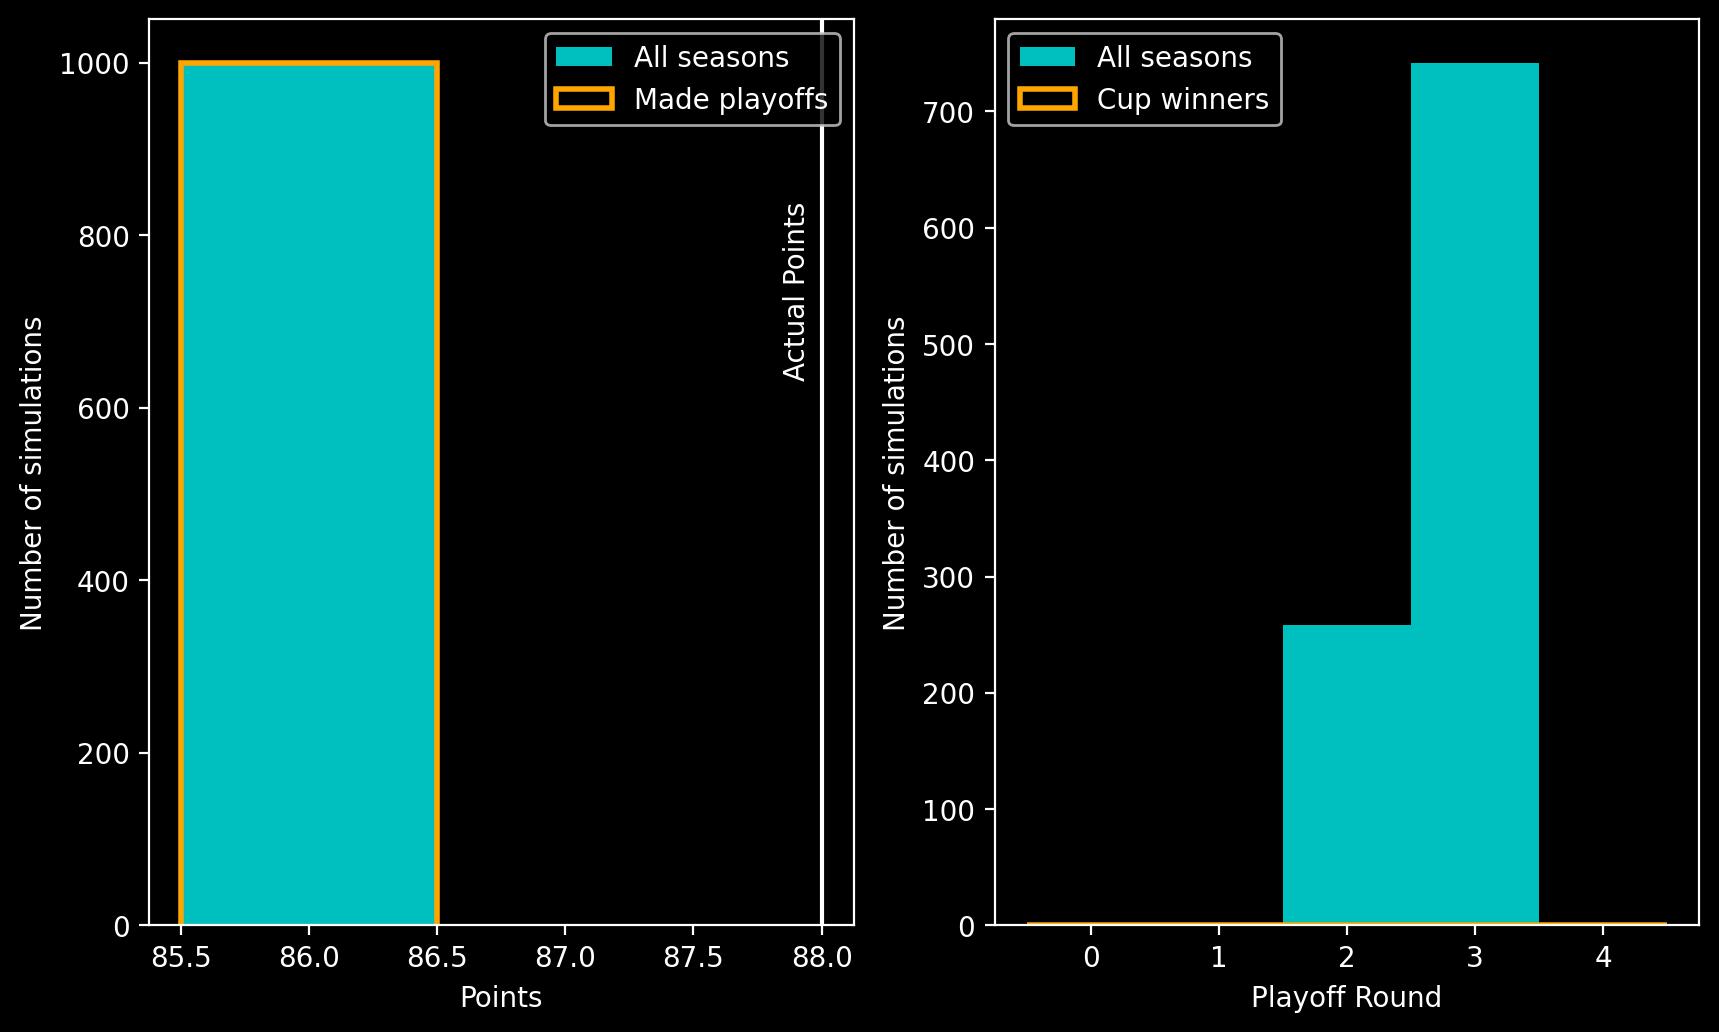 All seasons
Made playoffs
Actual Points
Number of simulations
1000
800
600
400
200
0
85.5 86.0 86.5 87.0 87.5 88.0
Points
All seasons
Cup winners
Number of simulations
700
600
500
400
300
200
100
0
0 1 2 3 4
Playoff Round